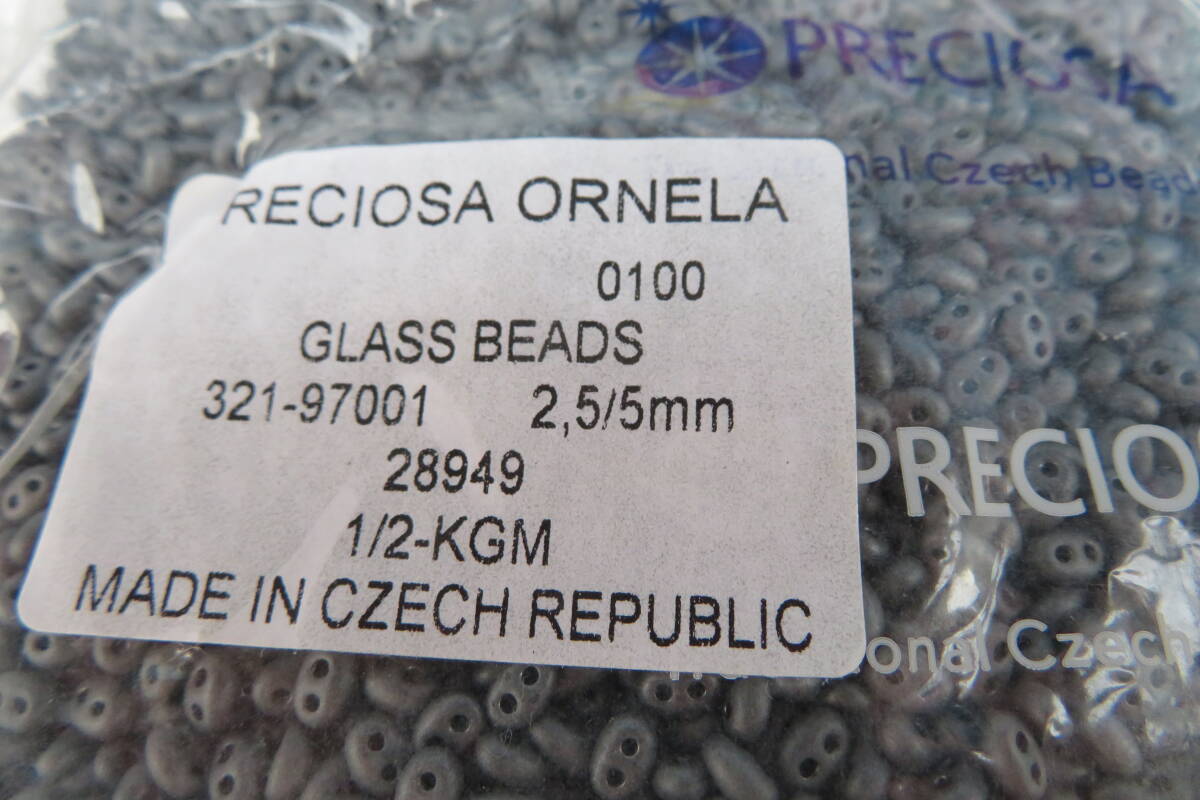 PRECIOSA
nal Czech Bead
RECIOSA ORNELA
0100
GLASS BEADS
321-97001 2,5/5mm
28949
1/2-KGM
MADE IN CZECH REPUBLIC
PRECIO
onal Czech